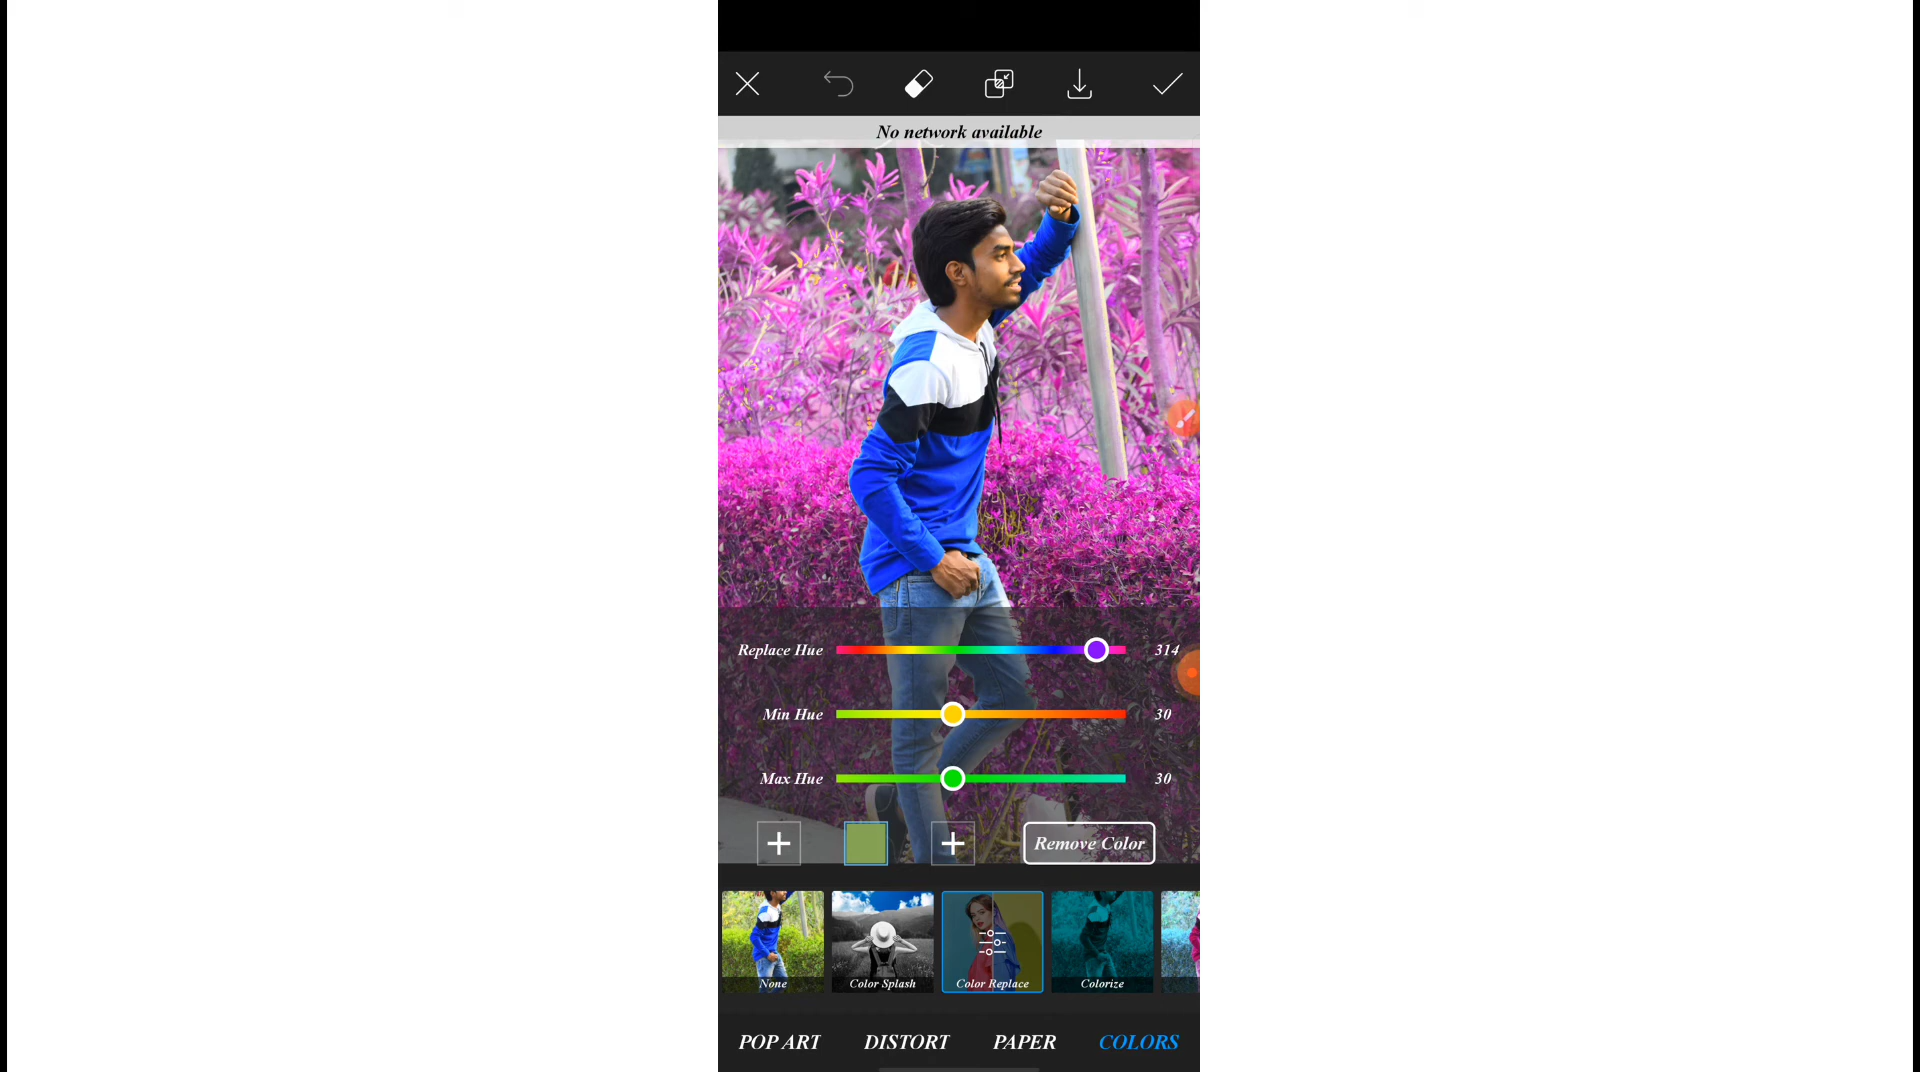 No network available
Replace Hue 314
Min Hue 30
Max Hue 30
Remove Color
None Color Splash Color Replace Colorize
POP ART DISTORT PAPER COLORS